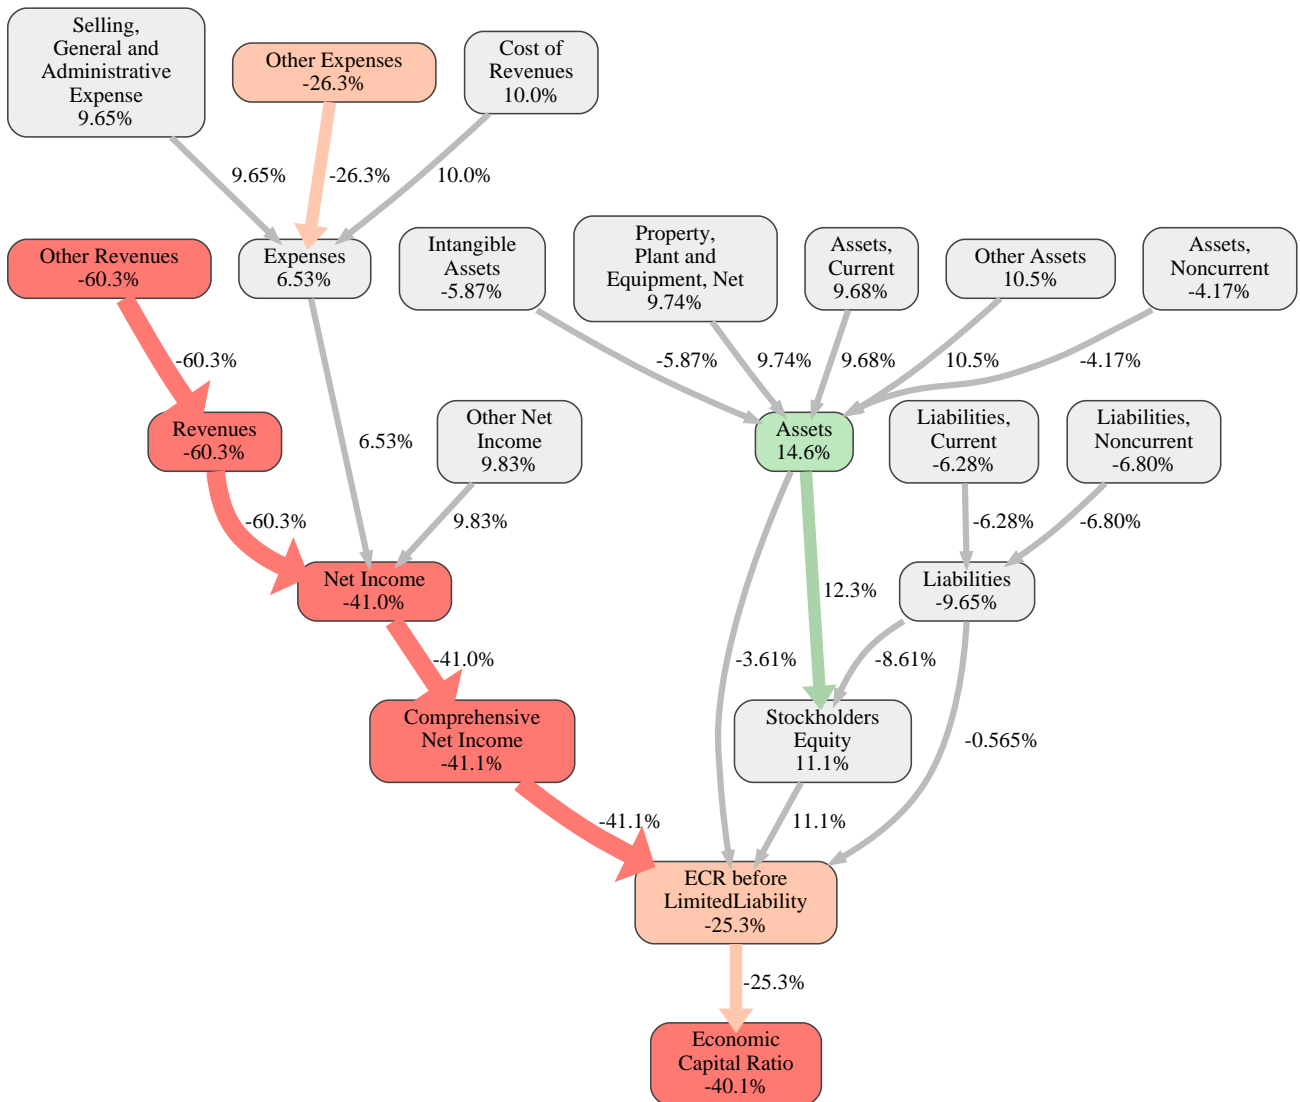 Selling,
General and
Administrative
Expense
9.65%
Other Expenses
-26.3%
Cost of
Revenues
10.0%
9.65%
-26.3%
10.0%
Other Revenues
-60.3%
Expenses
6.53%
Intangible
Assets
-5.87%
Property,
Plant and
Equipment, Net
9.74%
Assets,
Current
9.68%
Other Assets
10.5%
Assets,
Noncurrent
-4.17%
-60.3%
-5.87%
9.74%
9.68%
10.5%
-4.17%
Revenues
-60.3%
6.53%
Other Net
Income
9.83%
Assets
14.6%
Liabilities,
Current
-6.28%
Liabilities,
Noncurrent
-6.80%
-60.3%
9.83%
-6.28%
-6.80%
Net Income
-41.0%
12.3%
Liabilities
-9.65%
-41.0%
-3.61%
-8.61%
Comprehensive
Net Income
-41.1%
Stockholders
Equity
11.1%
-0.565%
-41.1%
11.1%
ECR before
LimitedLiability
-25.3%
-25.3%
Economic
Capital Ratio
-40.1%